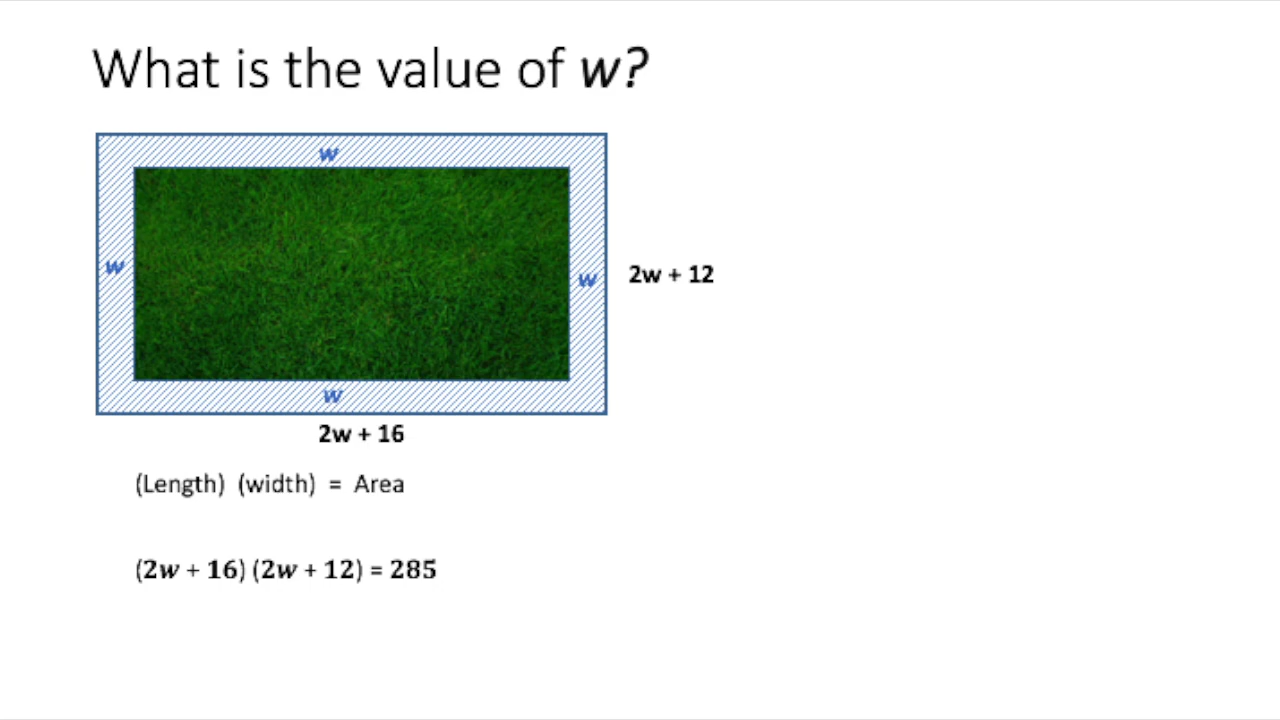 What is the value of w?
w
w
w
2w + 12
w
2w + 16
(Length) (width) = Area
(2w + 16) (2w + 12) = 285